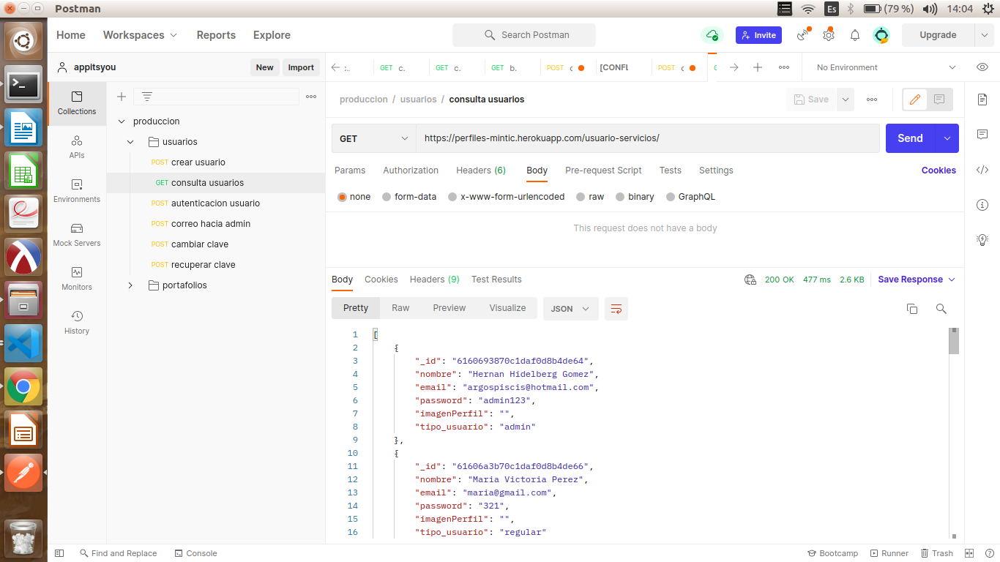 Postman
Es
(79 %)
14:04
Home
Workspaces
Reports
Explore
Search Postman
Invite
Upgrade
appitsyou
New
Import
GET c.
GET c.
GET b.
POST c
[CONFL
POST c
No Environment
Collections
APIs
Environments
Mock Servers
Monitors
History
produccion
usuarios
POST crear usuario
GET consulta usuarios
POST autenticacion usuario
POST correo hacia admin
POST cambiar clave
POST recuperar clave
portafolios
produccion / usuarios / consulta usuarios
Save
GET
https://perfiles-mintic.herokuapp.com/usuario-servicios/
Send
Params
Authorization
Headers (6)
Body
Pre-request Script
Tests
Settings
Cookies
none
form-data
x-www-form-urlencoded
raw
binary
GraphQL
This request does not have a body
Body
Cookies
Headers (9)
Test Results
200 OK
477 ms
2.6 KB
Save Response
Pretty
Raw
Preview
Visualize
JSON
1 [
2 {
3 "_id": "6160693870c1daf0d8b4de64",
4 "nombre": "Hernan Hidelberg Gomez",
5 "email": "argospiscis@hotmail.com",
6 "password": "admin123",
7 "imagenPerfil": "",
8 "tipo_usuario": "admin"
9 },
10 {
11 "_id": "61606a3b70c1daf0d8b4de66",
12 "nombre": "Maria Victoria Perez",
13 "email": "maria@gmail.com",
14 "password": "321",
15 "imagenPerfil": "",
16 "tipo_usuario": "regular"
Find and Replace
Console
Bootcamp
Runner
Trash